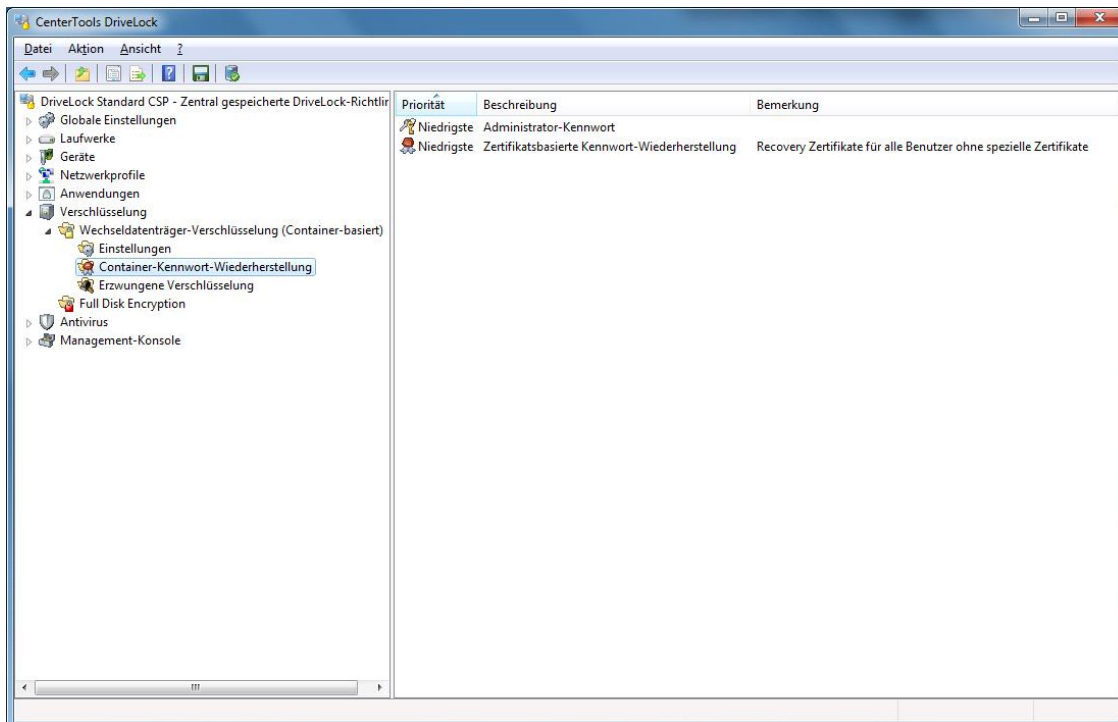 CenterTools DriveLock
Datei Aktion Ansicht ?
DriveLock Standard CSP - Zentral gespeicherte DriveLock-Richtlir
Globale Einstellungen
Laufwerke
Geräte
Netzwerkprofile
Anwendungen
Verschlüsselung
Wechseldatenträger-Verschlüsselung (Container-basiert)
Einstellungen
Container-Kennwort-Wiederherstellung
Erzwungene Verschlüsselung
Full Disk Encryption
Antivirus
Management-Konsole
Priorität Beschreibung Bemerkung
Niedrigste Administrator-Kennwort
Niedrigste Zertifikatsbasierte Kennwort-Wiederherstellung Recovery Zertifikate für alle Benutzer ohne spezielle Zertifikate